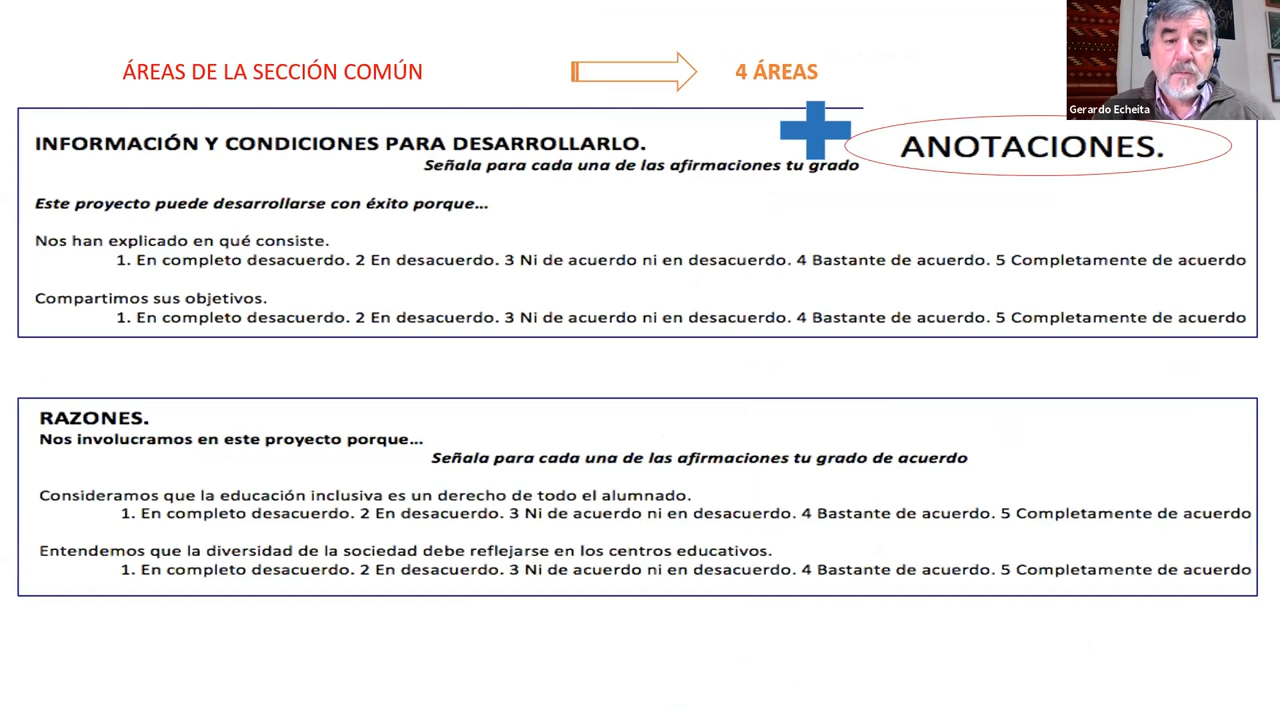 ÁREAS DE LA SECCIÓN COMÚN
4 ÁREAS
Gerardo Echeita
INFORMACIÓN Y CONDICIONES PARA DESARROLLARLO.
ANOTACIONES.
Señala para cada una de las afirmaciones tu grado
Este proyecto puede desarrollarse con éxito porque...
Nos han explicado en qué consiste.
1. En completo desacuerdo. 2 En desacuerdo. 3 Ni de acuerdo ni en desacuerdo. 4 Bastante de acuerdo. 5 Completamente de acuerdo
Compartimos sus objetivos.
1. En completo desacuerdo. 2 En desacuerdo. 3 Ni de acuerdo ni en desacuerdo. 4 Bastante de acuerdo. 5 Completamente de acuerdo
RAZONES.
Nos involucramos en este proyecto porque...
Señala para cada una de las afirmaciones tu grado de acuerdo
Consideramos que la educación inclusiva es un derecho de todo el alumnado.
1. En completo desacuerdo. 2 En desacuerdo. 3 Ni de acuerdo ni en desacuerdo. 4 Bastante de acuerdo. 5 Completamente de acuerdo
Entendemos que la diversidad de la sociedad debe reflejarse en los centros educativos.
1. En completo desacuerdo. 2 En desacuerdo. 3 Ni de acuerdo ni en desacuerdo. 4 Bastante de acuerdo. 5 Completamente de acuerdo